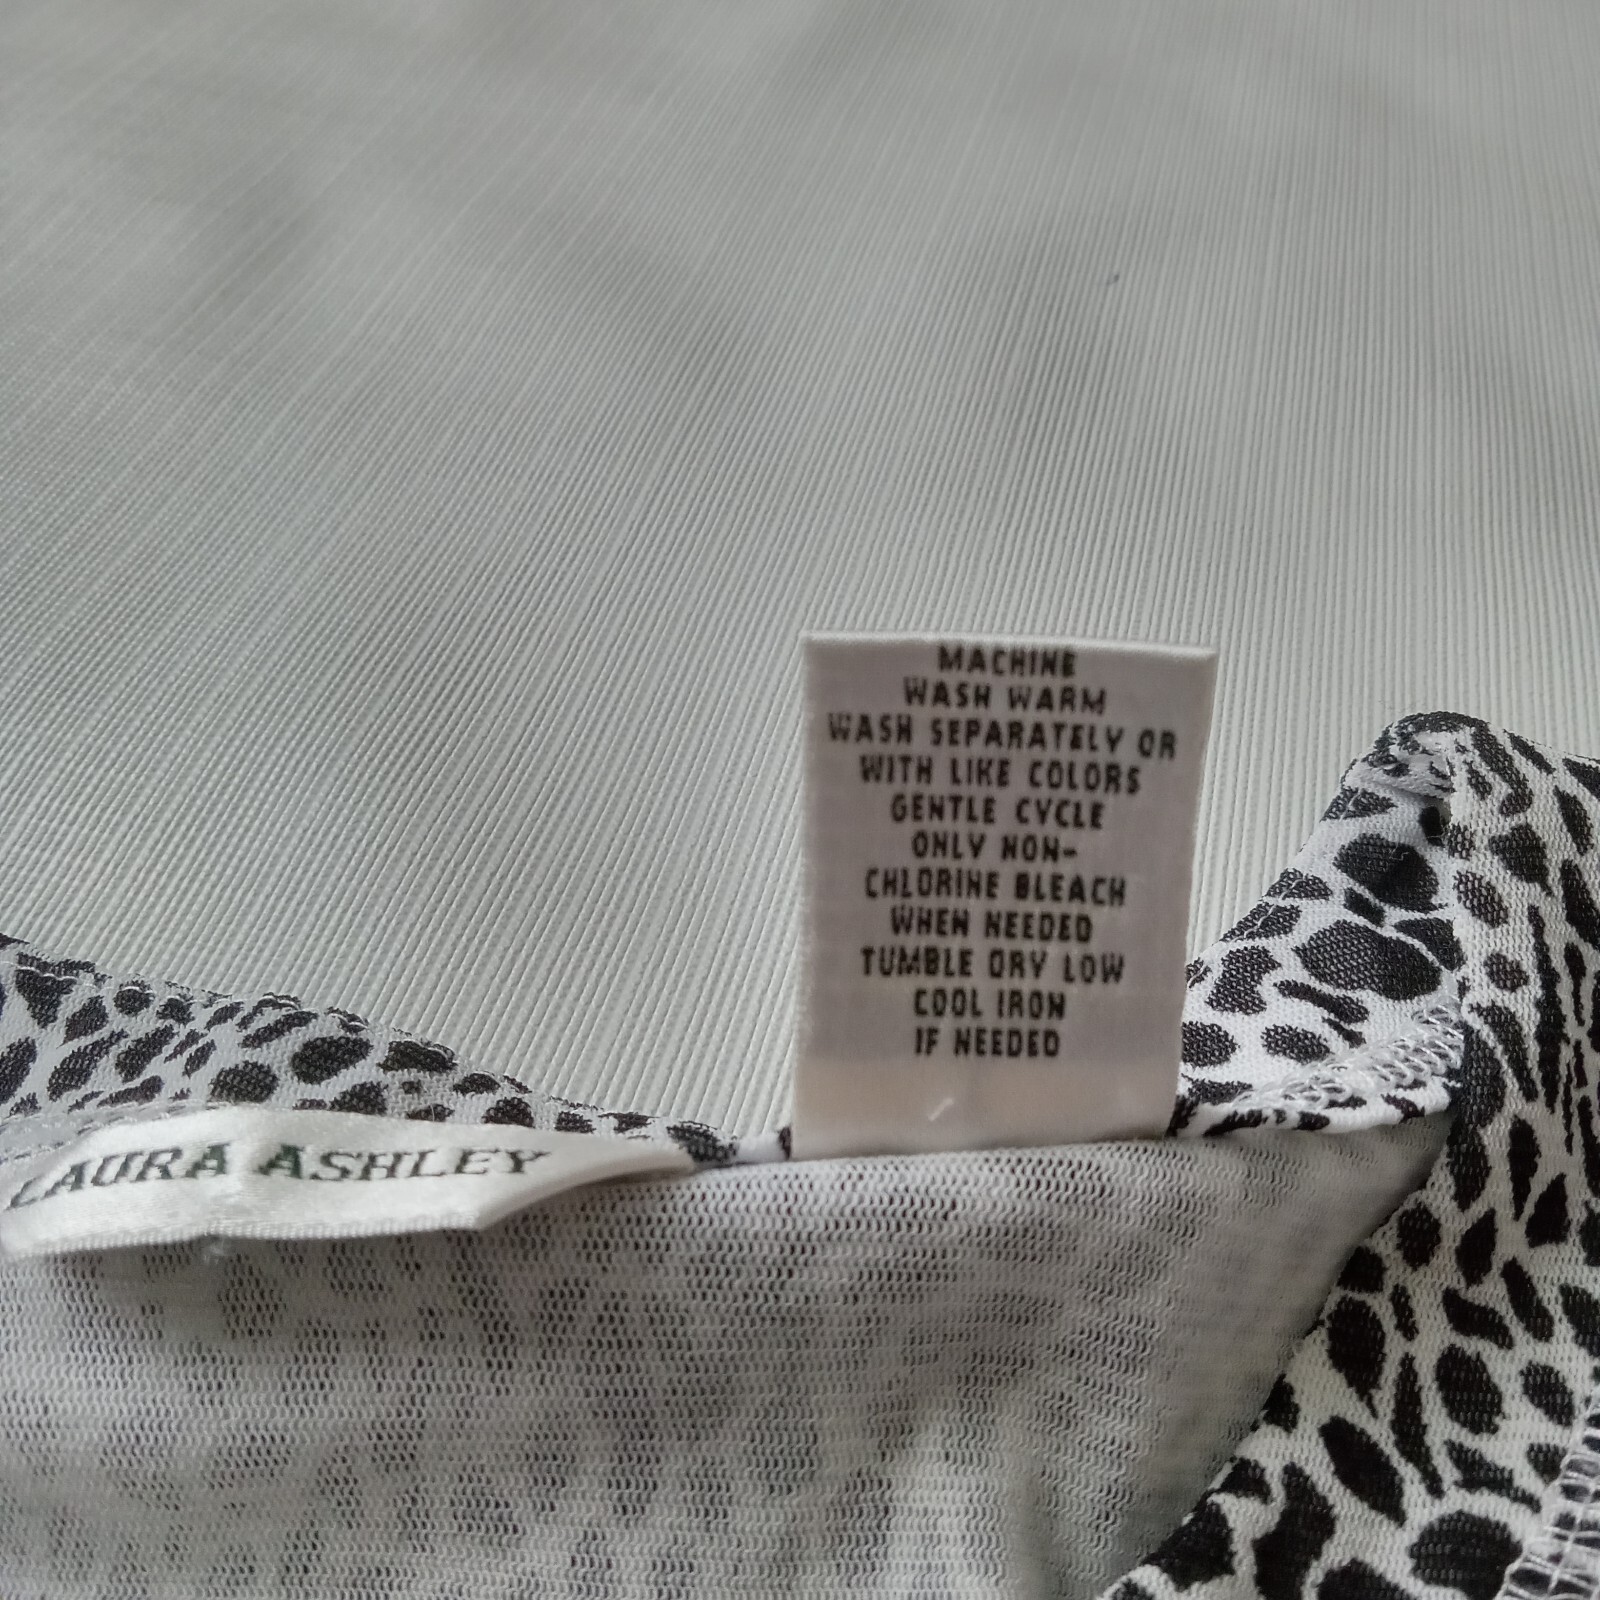 MACHINE
WASH WARM
WASH SEPARATELY OR
WITH LIKE COLORS
GENTLE CYCLE
ONLY NON-
CHLORINE BLEACH
WHEN NEEDED
TUMBLE DRY LOW
COOL IRON
IF NEEDED
LAURA ASHLEY